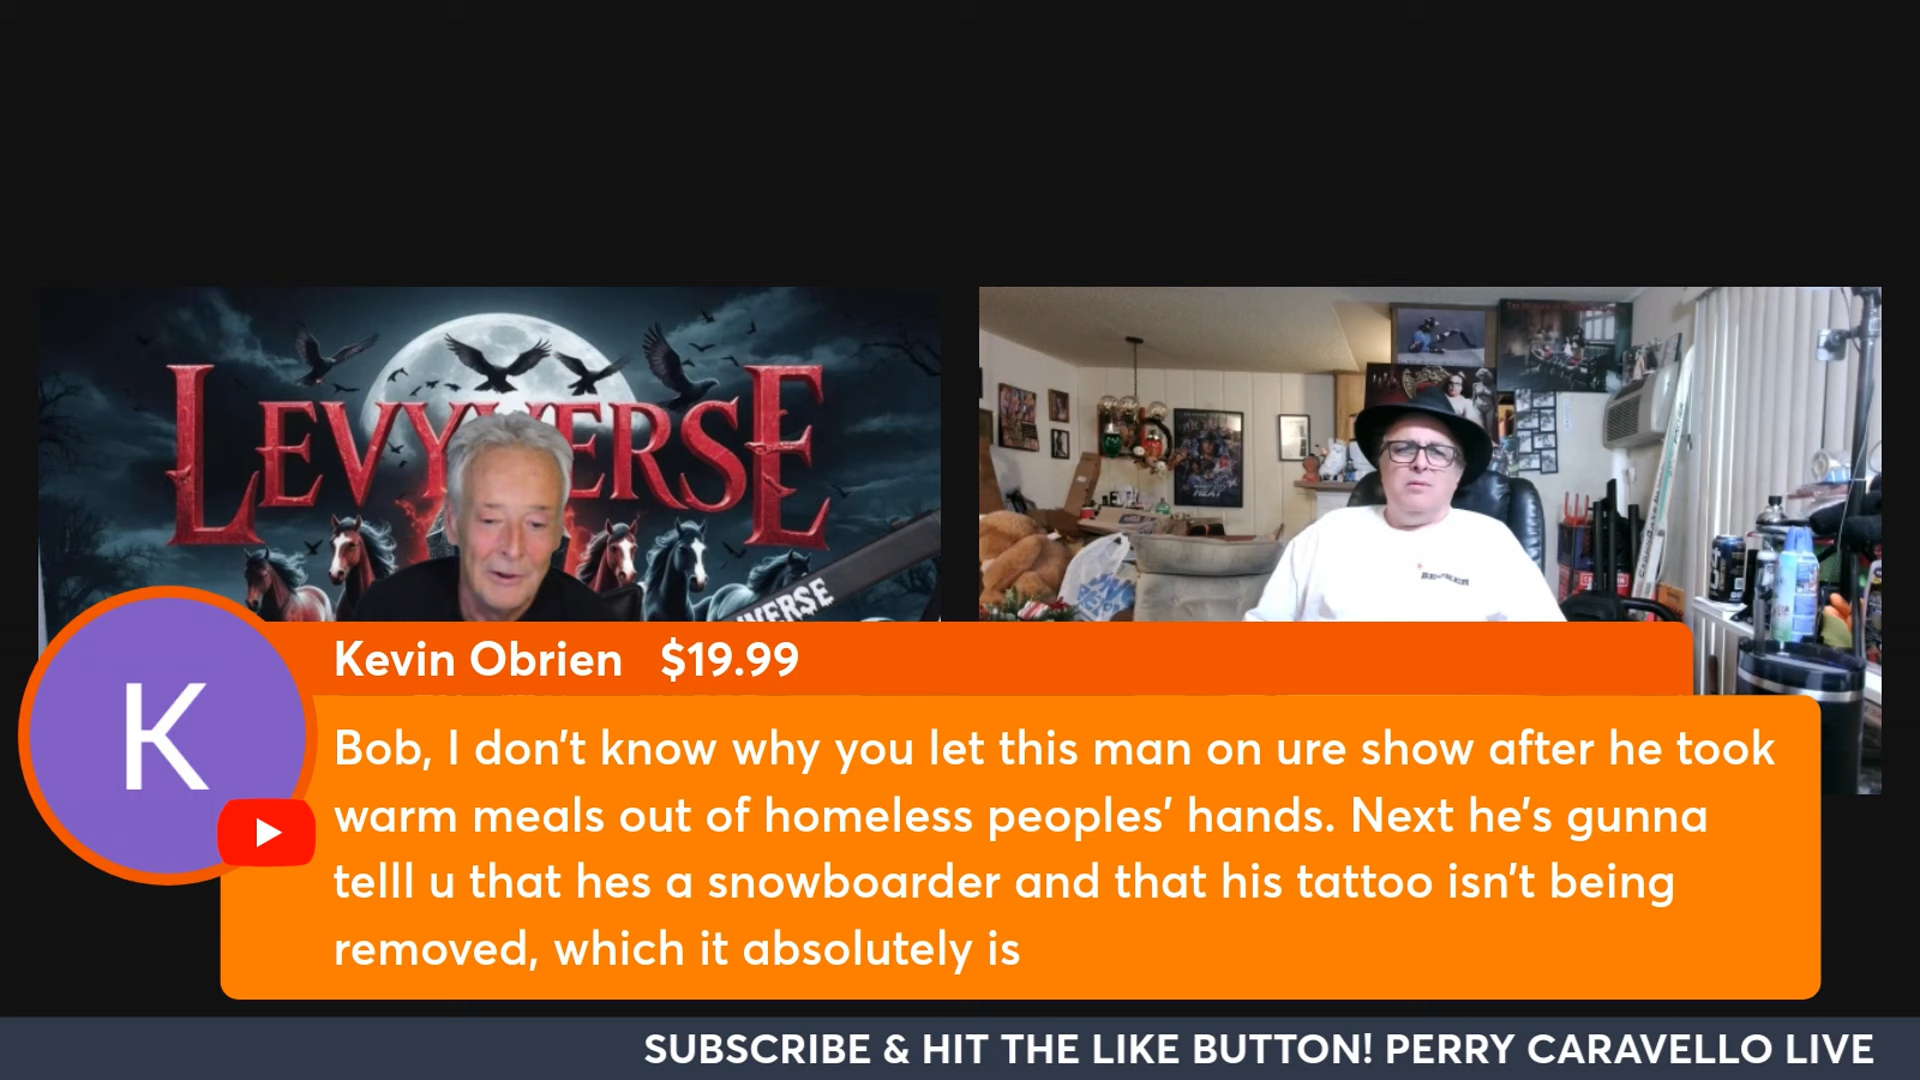 LEVYVERSE
VERSE
HEAT
Kevin Obrien $19.99
K
Bob, I don't know why you let this man on ure show after he took
warm meals out of homeless peoples' hands. Next he's gunna
telll u that hes a snowboarder and that his tattoo isn't being
removed, which it absolutely is
SUBSCRIBE & HIT THE LIKE BUTTON! PERRY CARAVELLO LIVE